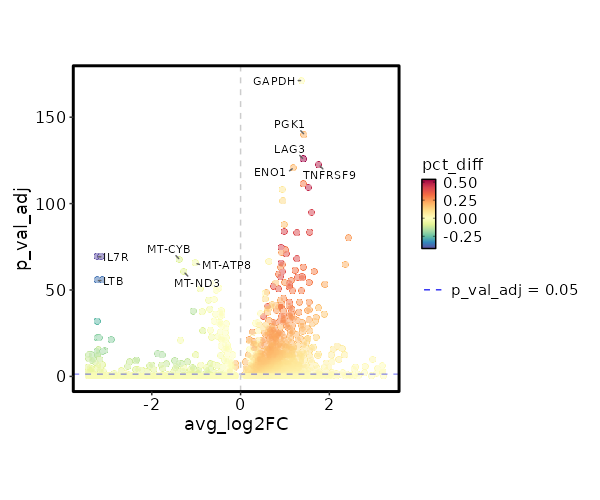 GAPDH
PGK1
LAG3
ENO1
TNFRSF9
IL7R
LTB
MT-CYB
MT-ATP8
MT-ND3
p_val_adj
150
100
50
0
-2
0
2
avg_log2FC
pct_diff
0.50
0.25
0.00
-0.25
p_val_adj = 0.05